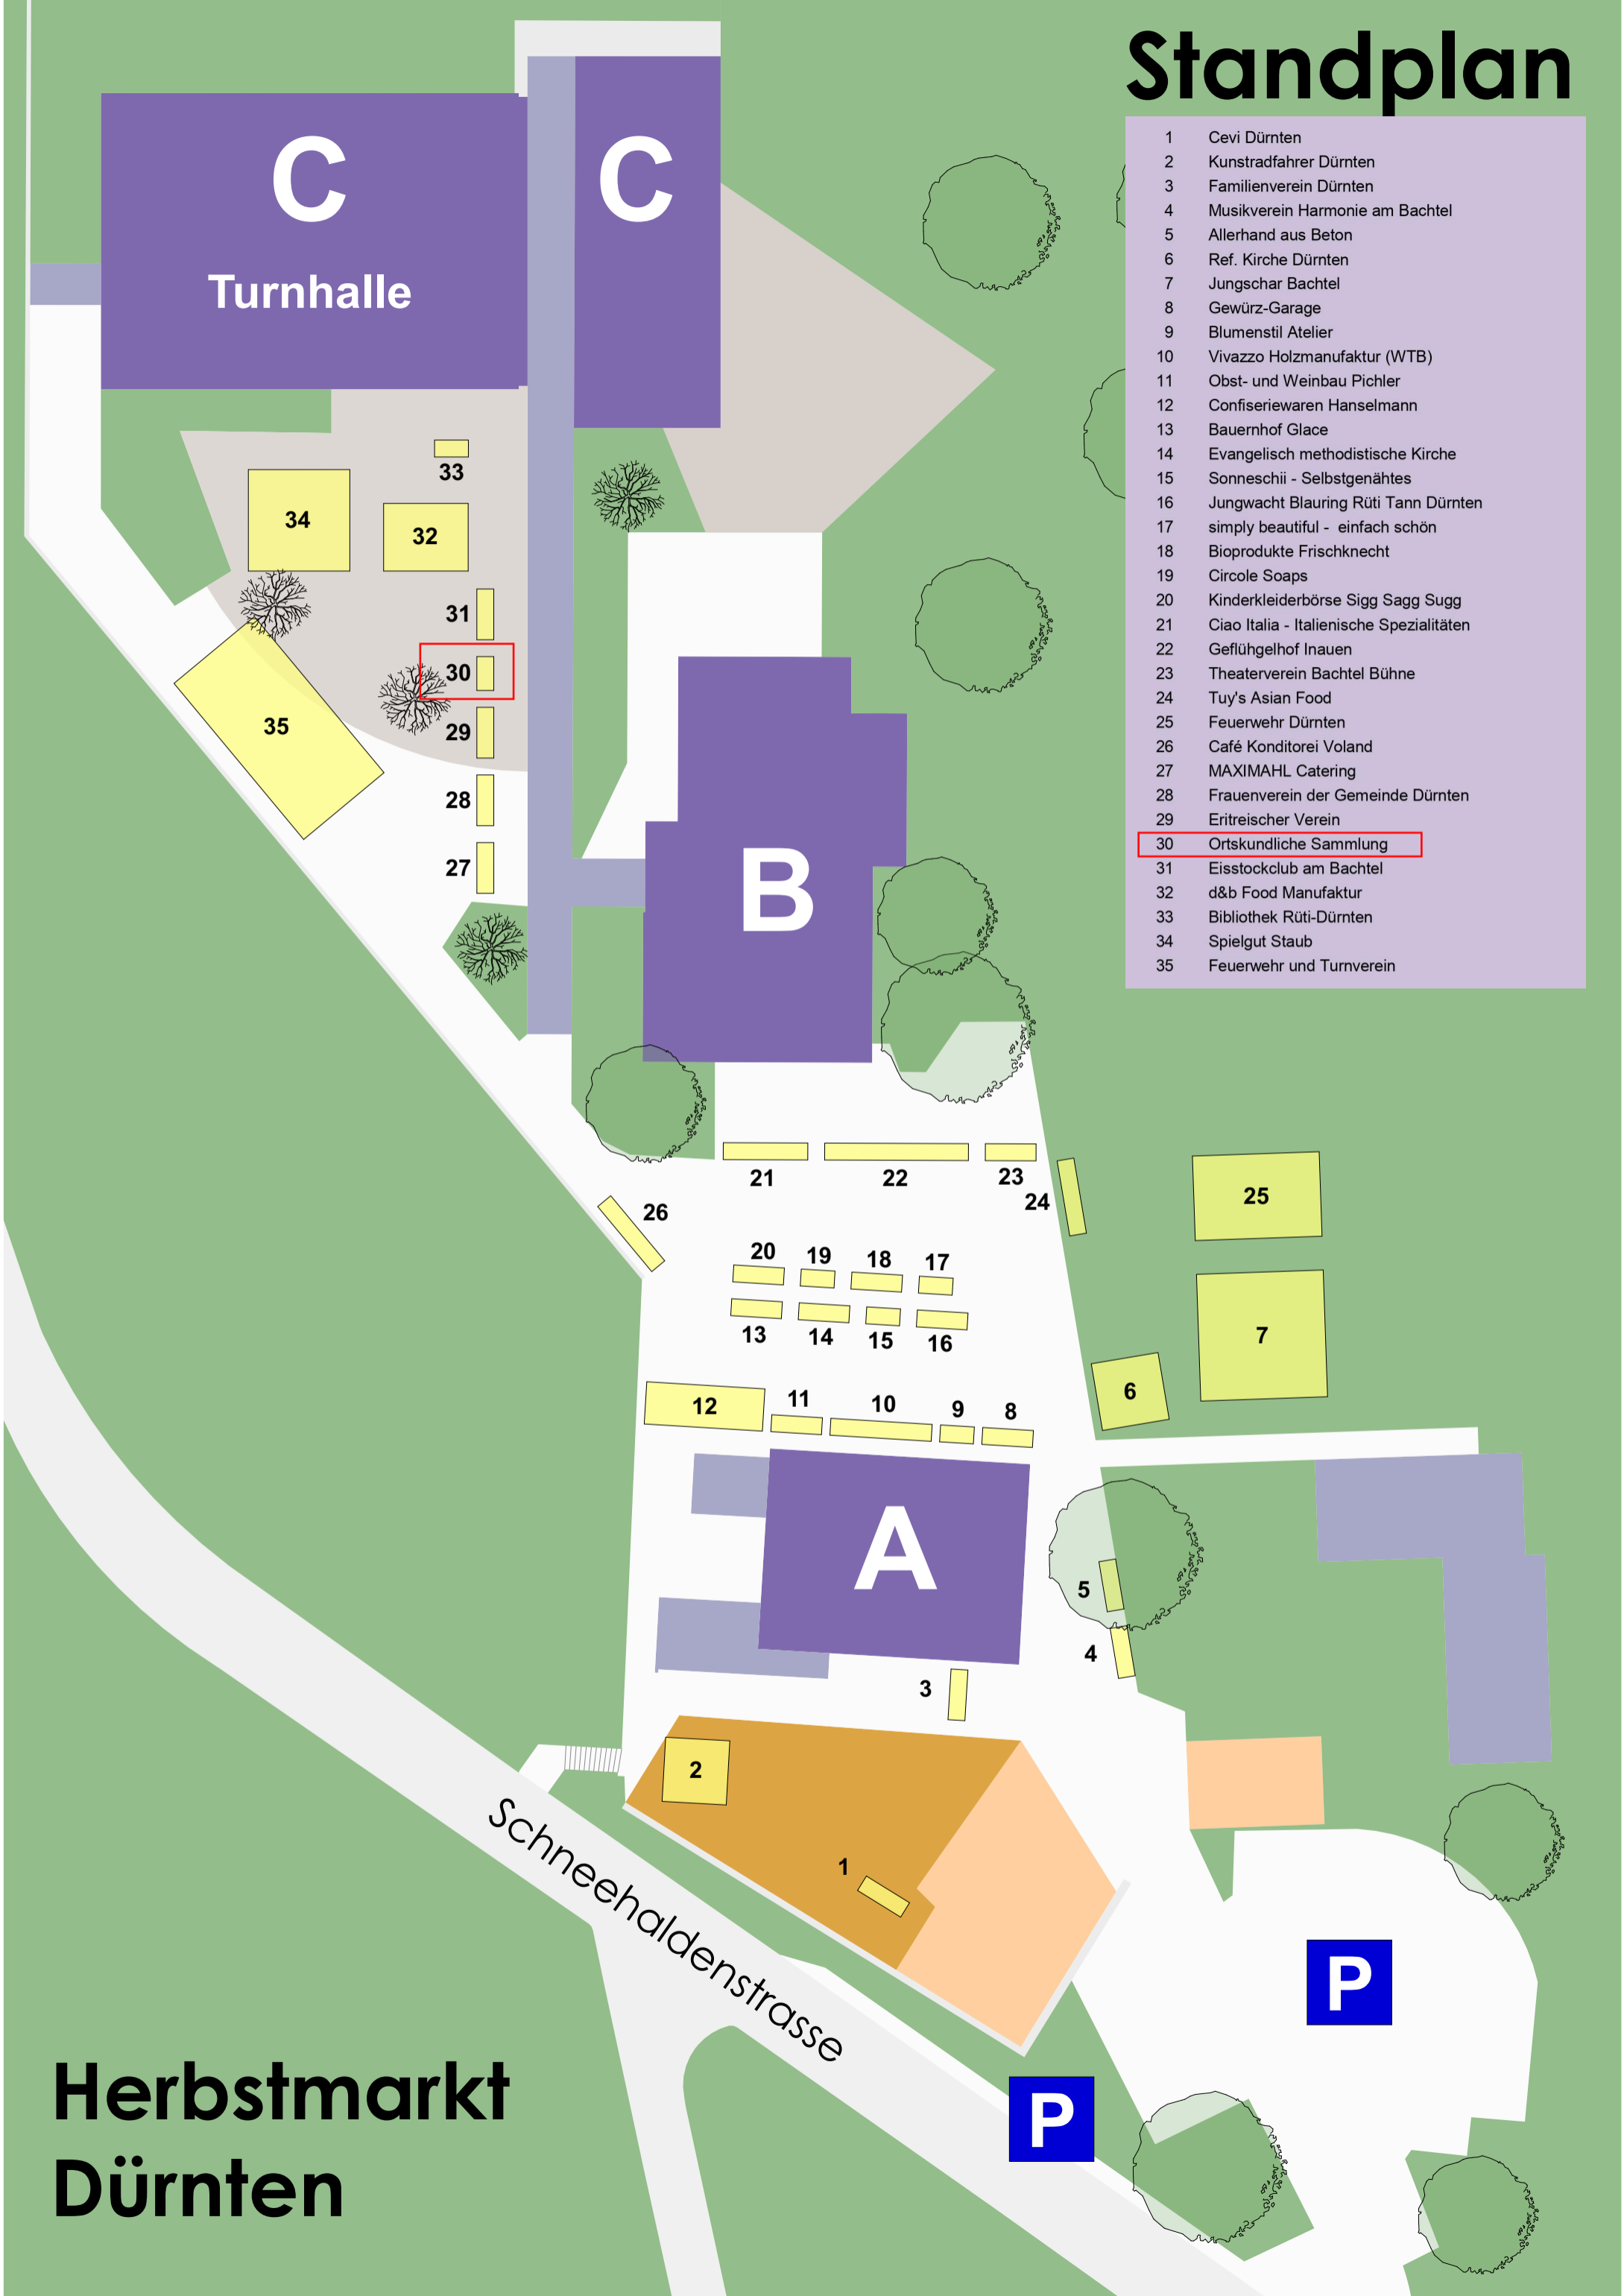 Standplan
1 Cevi Dürnten
2 Kunstradfahrer Dürnten
3 Familienverein Dürnten
4 Musikverein Harmonie am Bachtel
5 Allerhand aus Beton
6 Ref. Kirche Dürnten
7 Jungschar Bachtel
8 Gewürz-Garage
9 Blumenstil Atelier
10 Vivazzo Holzmanufaktur (WTB)
11 Obst- und Weinbau Pichler
12 Confiseriewaren Hanselmann
13 Bauernhof Glace
14 Evangelisch methodistische Kirche
15 Sonneschii - Selbstgenähtes
16 Jungwacht Blauring Rüti Tann Dürnten
17 simply beautiful - einfach schön
18 Bioprodukte Frischknecht
19 Circole Soaps
20 Kinderkleiderbörse Sigg Sagg Sugg
21 Ciao Italia - Italienische Spezialitäten
22 Geflühgelhof Inauen
23 Theaterverein Bachtel Bühne
24 Tuy's Asian Food
25 Feuerwehr Dürnten
26 Café Konditorei Voland
27 MAXIMAHL Catering
28 Frauenverein der Gemeinde Dürnten
29 Eritreischer Verein
30 Ortskundliche Sammlung
31 Eisstockclub am Bachtel
32 d&b Food Manufaktur
33 Bibliothek Rüti-Dürnten
34 Spielgut Staub
35 Feuerwehr und Turnverein
C
C
Turnhalle
33
34
32
31
30
29
35
28
27
B
21
22
23
24
25
26
20
19
18
17
13
14
15
16
7
6
12
11
10
9
8
A
5
4
3
2
1
Schneehaldenstrasse
P
P
Herbstmarkt
Dürnten